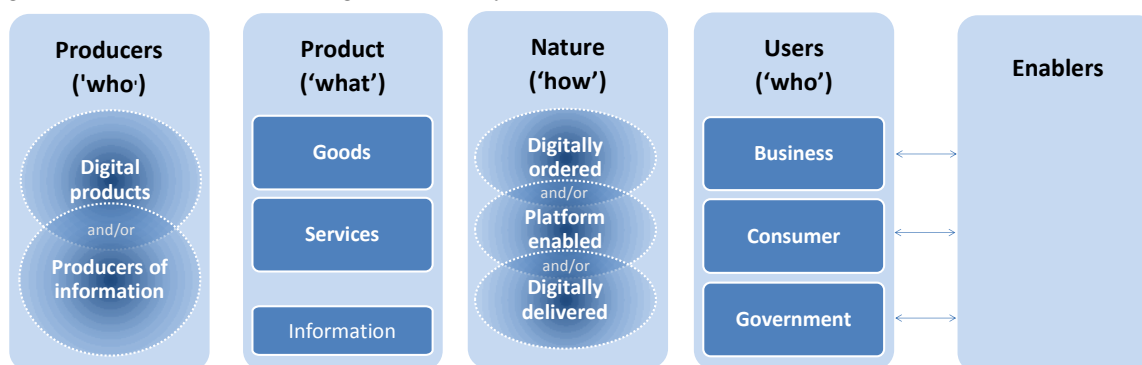 Producers
('who')
Digital
products
and/or
Producers of
information
Product
(‘what’)
Goods
Services
Information
Nature
(‘how’)
Digitally
ordered
and/or
Platform
enabled
and/or
Digitally
delivered
Users
(‘who’)
Business
Consumer
Government
Enablers